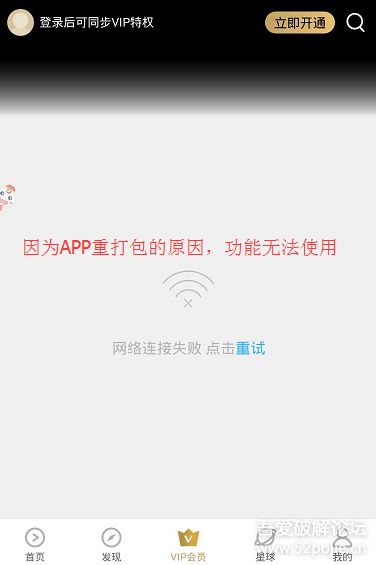 登录后可同步VIP特权 立即开通
因为APP重打包的原因，功能无法使用
网络连接失败 点击重试
首页 发现 VIP会员 星球 我的
吾爱破解论坛
www.52pojie.cn